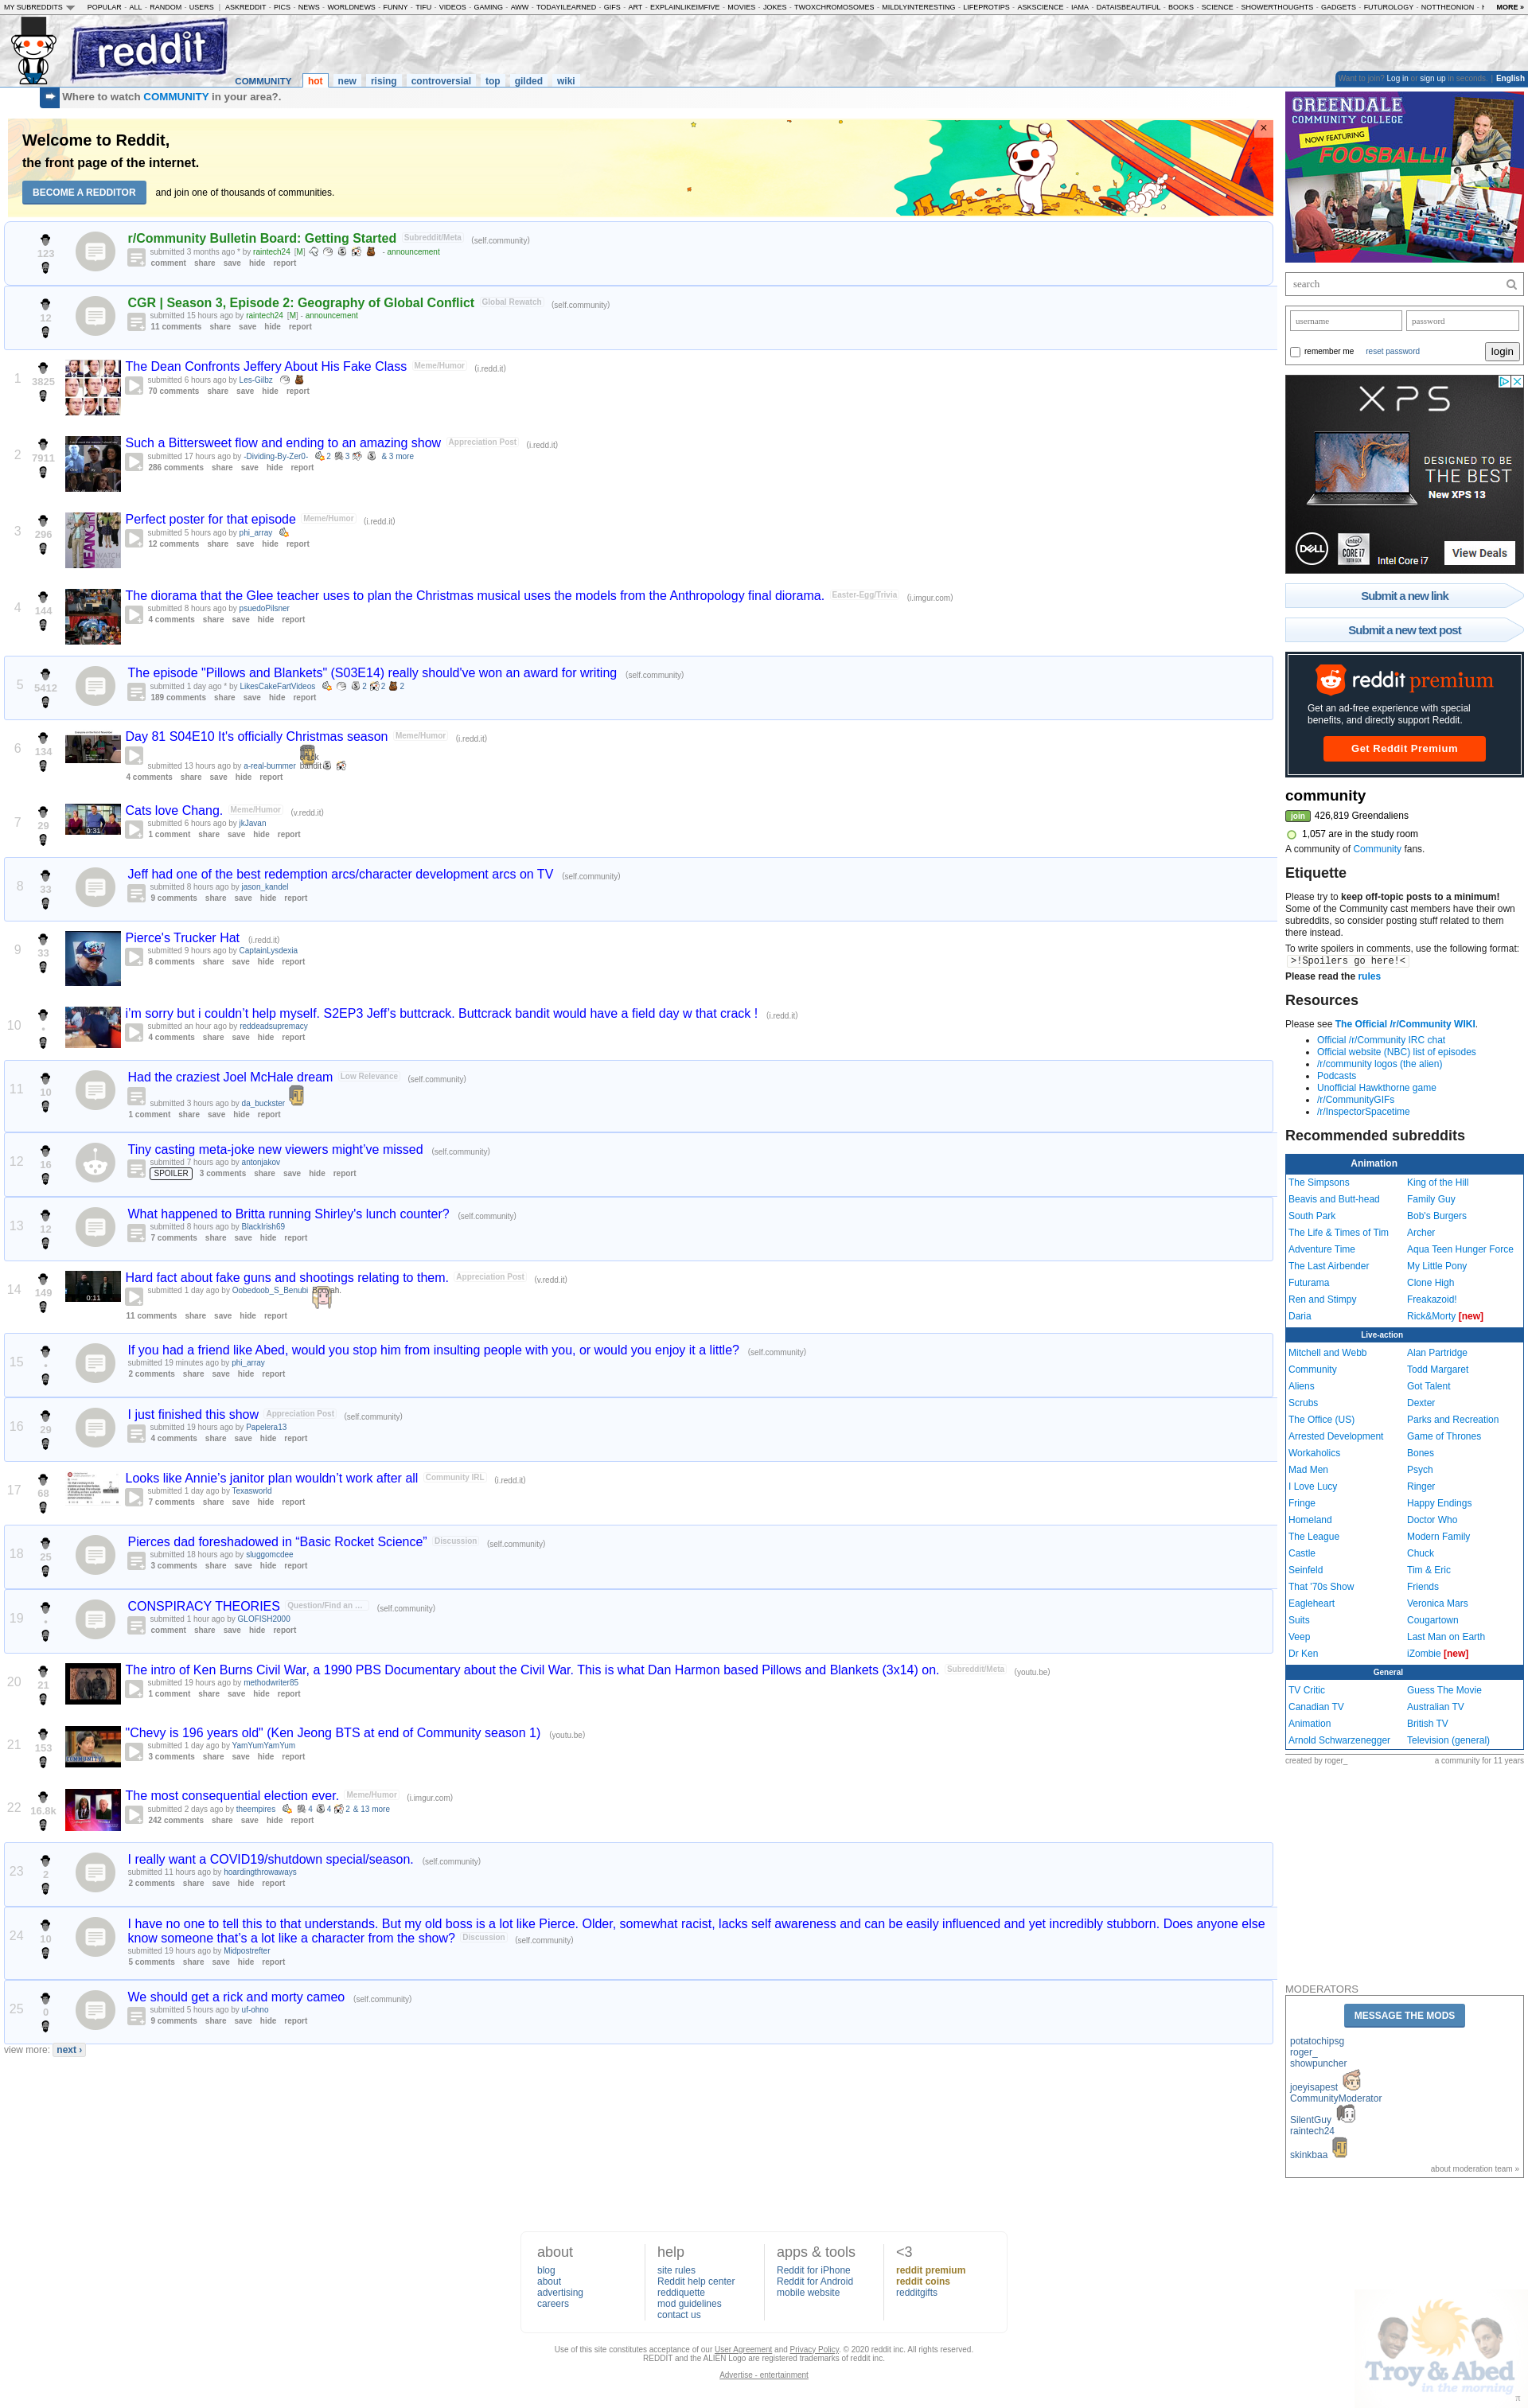 MY SUBREDDITS POPULAR - ALL - RANDOM - USERS | ASKREDDIT - PICS - NEWS - WORLDNEWS - FUNNY - TIFU - VIDEOS - GAMING - AWW - TODAYILEARNED - GIFS - ART - EXPLAINLIKEIMFIVE - MOVIES - JOKES - TWOXCHROMOSOMES - MILDLYINTERESTING - LIFEPROTIPS - ASKSCIENCE - IAMA - DATAISBEAUTIFUL - BOOKS - SCIENCE - SHOWERTHOUGHTS - GADGETS - FUTUROLOGY - NOTTHEONION MORE »
reddit
COMMUNITY hot new rising controversial top gilded wiki
Want to join? Log in or sign up in seconds. | English
Where to watch COMMUNITY in your area?.
Welcome to Reddit,
the front page of the internet.
BECOME A REDDITOR and join one of thousands of communities.
123
r/Community Bulletin Board: Getting Started Subreddit/Meta (self.community)
submitted 3 months ago * by raintech24 [M] - announcement
comment share save hide report
12
CGR | Season 3, Episode 2: Geography of Global Conflict Global Rewatch (self.community)
submitted 15 hours ago by raintech24 [M] - announcement
11 comments share save hide report
1 3825
The Dean Confronts Jeffery About His Fake Class Meme/Humor (i.redd.it)
submitted 6 hours ago by Les-Gilbz
70 comments share save hide report
2 7911
Such a Bittersweet flow and ending to an amazing show Appreciation Post (i.redd.it)
submitted 17 hours ago by -Dividing-By-Zer0- 2 3 & 3 more
286 comments share save hide report
3 296
Perfect poster for that episode Meme/Humor (i.redd.it)
submitted 5 hours ago by phi_array
12 comments share save hide report
4 144
The diorama that the Glee teacher uses to plan the Christmas musical uses the models from the Anthropology final diorama. Easter-Egg/Trivia (i.imgur.com)
submitted 8 hours ago by psuedoPilsner
4 comments share save hide report
5 5412
The episode "Pillows and Blankets" (S03E14) really should've won an award for writing (self.community)
submitted 1 day ago * by LikesCakeFartVideos 2 2 2
189 comments share save hide report
6 134
Day 81 S04E10 It's officially Christmas season Meme/Humor (i.redd.it)
submitted 13 hours ago by a-real-bummer bandit
4 comments share save hide report
7 29
0:31
Cats love Chang. Meme/Humor (v.redd.it)
submitted 6 hours ago by jkJavan
1 comment share save hide report
8 33
Jeff had one of the best redemption arcs/character development arcs on TV (self.community)
submitted 8 hours ago by jason_kandel
9 comments share save hide report
9 33
Pierce's Trucker Hat (i.redd.it)
submitted 9 hours ago by CaptainLysdexia
8 comments share save hide report
10 •
i’m sorry but i couldn’t help myself. S2EP3 Jeff’s buttcrack. Buttcrack bandit would have a field day w that crack ! (i.redd.it)
submitted an hour ago by reddeadsupremacy
4 comments share save hide report
11 10
Had the craziest Joel McHale dream Low Relevance (self.community)
submitted 3 hours ago by da_buckster
1 comment share save hide report
12 16
Tiny casting meta-joke new viewers might’ve missed (self.community)
submitted 7 hours ago by antonjakov
SPOILER 3 comments share save hide report
13 12
What happened to Britta running Shirley's lunch counter? (self.community)
submitted 8 hours ago by BlackIrish69
7 comments share save hide report
14 149
0:11
Hard fact about fake guns and shootings relating to them. Appreciation Post (v.redd.it)
submitted 1 day ago by Oobedoob_S_Benubi
11 comments share save hide report
15 •
If you had a friend like Abed, would you stop him from insulting people with you, or would you enjoy it a little? (self.community)
submitted 19 minutes ago by phi_array
2 comments share save hide report
16 29
I just finished this show Appreciation Post (self.community)
submitted 19 hours ago by Papelera13
4 comments share save hide report
17 68
Looks like Annie’s janitor plan wouldn’t work after all Community IRL (i.redd.it)
submitted 1 day ago by Texasworld
7 comments share save hide report
18 25
Pierces dad foreshadowed in “Basic Rocket Science” Discussion (self.community)
submitted 18 hours ago by sluggomcdee
3 comments share save hide report
19 •
CONSPIRACY THEORIES Question/Find an ... (self.community)
submitted 1 hour ago by GLOFISH2000
comment share save hide report
20 21
The intro of Ken Burns Civil War, a 1990 PBS Documentary about the Civil War. This is what Dan Harmon based Pillows and Blankets (3x14) on. Subreddit/Meta (youtu.be)
submitted 19 hours ago by methodwriter85
1 comment share save hide report
21 153
"Chevy is 196 years old" (Ken Jeong BTS at end of Community season 1) (youtu.be)
submitted 1 day ago by YamYumYamYum
3 comments share save hide report
22 16.8k
The most consequential election ever. Meme/Humor (i.imgur.com)
submitted 2 days ago by theempires 4 4 2 & 13 more
242 comments share save hide report
23 2
I really want a COVID19/shutdown special/season. (self.community)
submitted 11 hours ago by hoardingthrowaways
2 comments share save hide report
24 10
I have no one to tell this to that understands. But my old boss is a lot like Pierce. Older, somewhat racist, lacks self awareness and can be easily influenced and yet incredibly stubborn. Does anyone else
know someone that’s a lot like a character from the show? Discussion (self.community)
submitted 19 hours ago by Midpostrefter
5 comments share save hide report
25 0
We should get a rick and morty cameo (self.community)
submitted 5 hours ago by uf-ohno
9 comments share save hide report
view more: next ›
GREENDALE
COMMUNITY COLLEGE
NOW FEATURING
FOOSBALL!!
search
username password
remember me reset password login
XPS
DESIGNED TO BE
THE BEST
New XPS 13
DELL intel CORE i7 Intel Core i7 View Deals
Submit a new link
Submit a new text post
reddit premium
Get an ad-free experience with special
benefits, and directly support Reddit.
Get Reddit Premium
community
join 426,819 Greendaliens
1,057 are in the study room
A community of Community fans.
Etiquette
Please try to keep off-topic posts to a minimum!
Some of the Community cast members have their own
subreddits, so consider posting stuff related to them
there instead.
To write spoilers in comments, use the following format:
>!Spoilers go here!<
Please read the rules
Resources
Please see The Official /r/Community WIKI.
Official /r/Community IRC chat
Official website (NBC) list of episodes
/r/community logos (the alien)
Podcasts
Unofficial Hawkthorne game
/r/CommunityGIFs
/r/InspectorSpacetime
Recommended subreddits
Animation
The Simpsons King of the Hill
Beavis and Butt-head Family Guy
South Park Bob's Burgers
The Life & Times of Tim Archer
Adventure Time Aqua Teen Hunger Force
The Last Airbender My Little Pony
Futurama Clone High
Ren and Stimpy Freakazoid!
Daria Rick&Morty [new]
Live-action
Mitchell and Webb Alan Partridge
Community Todd Margaret
Aliens Got Talent
Scrubs Dexter
The Office (US) Parks and Recreation
Arrested Development Game of Thrones
Workaholics Bones
Mad Men Psych
I Love Lucy Ringer
Fringe Happy Endings
Homeland Doctor Who
The League Modern Family
Castle Chuck
Seinfeld Tim & Eric
That '70s Show Friends
Eagleheart Veronica Mars
Suits Cougartown
Veep Last Man on Earth
Dr Ken iZombie [new]
General
TV Critic Guess The Movie
Canadian TV Australian TV
Animation British TV
Arnold Schwarzenegger Television (general)
created by roger_ a community for 11 years
MODERATORS
MESSAGE THE MODS
potatochipsg
roger_
showpuncher
joeyisapest
CommunityModerator
SilentGuy
raintech24
skinkbaa
about moderation team »
about
blog
about
advertising
careers
help
site rules
Reddit help center
reddiquette
mod guidelines
contact us
apps & tools
Reddit for iPhone
Reddit for Android
mobile website
<3
reddit premium
reddit coins
redditgifts
Use of this site constitutes acceptance of our User Agreement and Privacy Policy. © 2020 reddit inc. All rights reserved.
REDDIT and the ALIEN Logo are registered trademarks of reddit inc.
Advertise - entertainment
Troy & Abed
in the morning
π